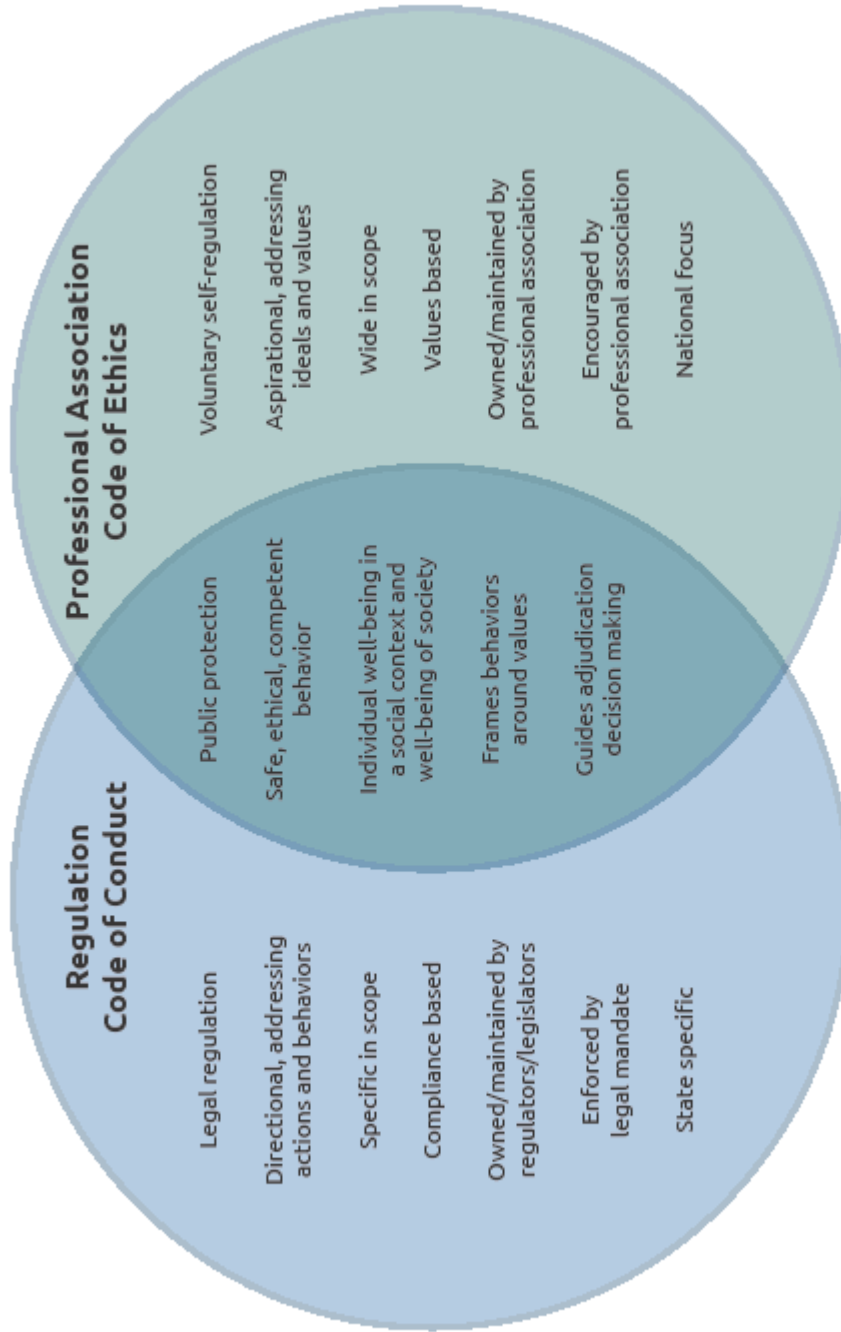 Regulation
Code of Conduct
Legal regulation
Directional, addressing
actions and behaviors
Specific in scope
Compliance based
Owned/maintained by
regulators/legislators
Enforced by
legal mandate
State specific
Public protection
Safe, ethical, competent
behavior
Individual well-being in
a social context and
well-being of society
Frames behaviors
around values
Guides adjudication
decision making
Professional Association
Code of Ethics
Voluntary self-regulation
Aspirational, addressing
ideals and values
Wide in scope
Values based
Owned/maintained by
professional association
Encouraged by
professional association
National focus